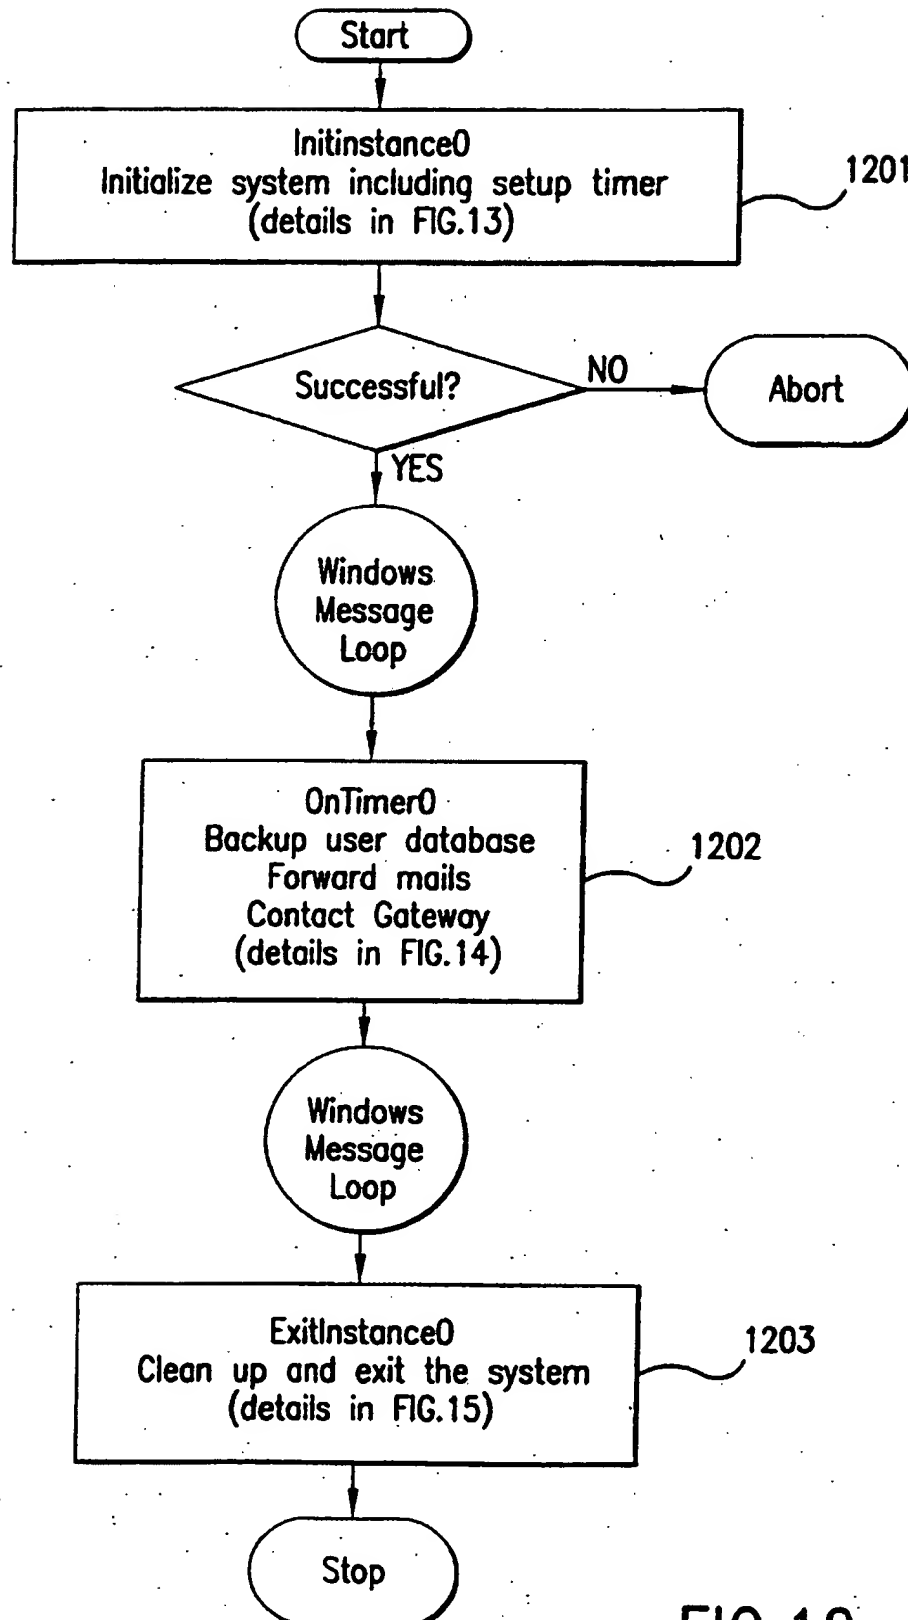 Start
Initinstance0
Initialize system including setup timer
(details in FIG.13)
1201
Successful?
NO
Abort
YES
Windows
Message
Loop
OnTimer0
Backup user database
Forward mails
Contact Gateway
(details in FIG.14)
1202
Windows
Message
Loop
ExitInstance0
Clean up and exit the system
(details in FIG.15)
1203
Stop